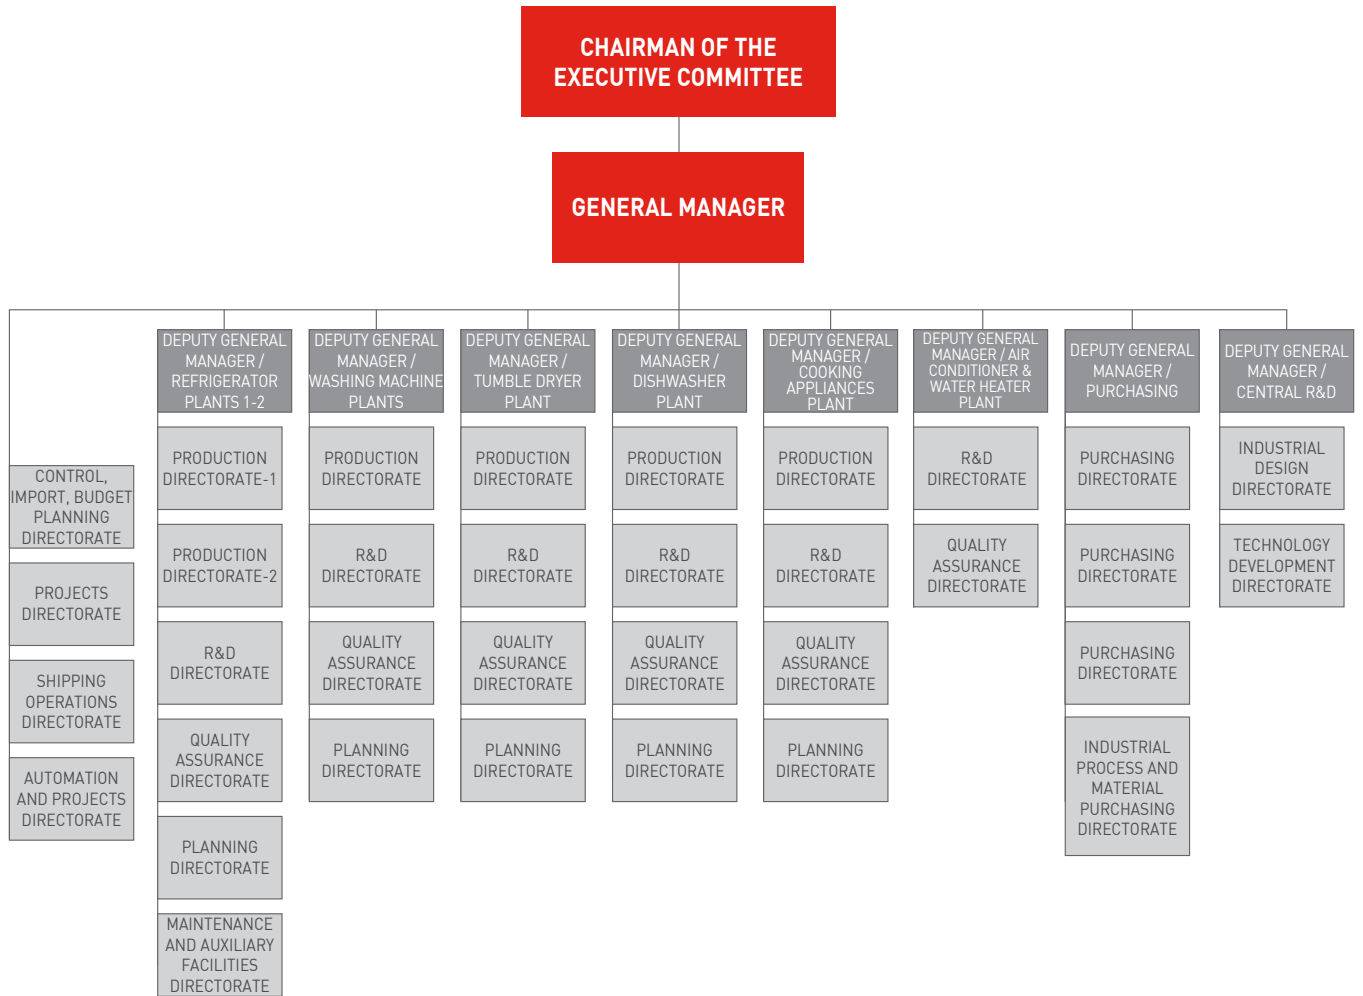 CHAIRMAN OF THE
EXECUTIVE COMMITTEE
GENERAL MANAGER
CONTROL,
IMPORT, BUDGET
PLANNING
DIRECTORATE
PROJECTS
DIRECTORATE
SHIPPING
OPERATIONS
DIRECTORATE
AUTOMATION
AND PROJECTS
DIRECTORATE
DEPUTY GENERAL
MANAGER /
REFRIGERATOR
PLANTS 1-2
PRODUCTION
DIRECTORATE-1
PRODUCTION
DIRECTORATE-2
R&D
DIRECTORATE
QUALITY
ASSURANCE
DIRECTORATE
PLANNING
DIRECTORATE
MAINTENANCE
AND AUXILIARY
FACILITIES
DIRECTORATE
DEPUTY GENERAL
MANAGER /
WASHING MACHINE
PLANTS
PRODUCTION
DIRECTORATE
R&D
DIRECTORATE
QUALITY
ASSURANCE
DIRECTORATE
PLANNING
DIRECTORATE
DEPUTY GENERAL
MANAGER /
TUMBLE DRYER
PLANT
PRODUCTION
DIRECTORATE
R&D
DIRECTORATE
QUALITY
ASSURANCE
DIRECTORATE
PLANNING
DIRECTORATE
DEPUTY GENERAL
MANAGER /
DISHWASHER
PLANT
PRODUCTION
DIRECTORATE
R&D
DIRECTORATE
QUALITY
ASSURANCE
DIRECTORATE
PLANNING
DIRECTORATE
DEPUTY GENERAL
MANAGER /
COOKING
APPLIANCES
PLANT
PRODUCTION
DIRECTORATE
R&D
DIRECTORATE
QUALITY
ASSURANCE
DIRECTORATE
PLANNING
DIRECTORATE
DEPUTY GENERAL
MANAGER / AIR
CONDITIONER &
WATER HEATER
PLANT
R&D
DIRECTORATE
QUALITY
ASSURANCE
DIRECTORATE
DEPUTY GENERAL
MANAGER /
PURCHASING
PURCHASING
DIRECTORATE
PURCHASING
DIRECTORATE
PURCHASING
DIRECTORATE
INDUSTRIAL
PROCESS AND
MATERIAL
PURCHASING
DIRECTORATE
DEPUTY GENERAL
MANAGER /
CENTRAL R&D
INDUSTRIAL
DESIGN
DIRECTORATE
TECHNOLOGY
DEVELOPMENT
DIRECTORATE